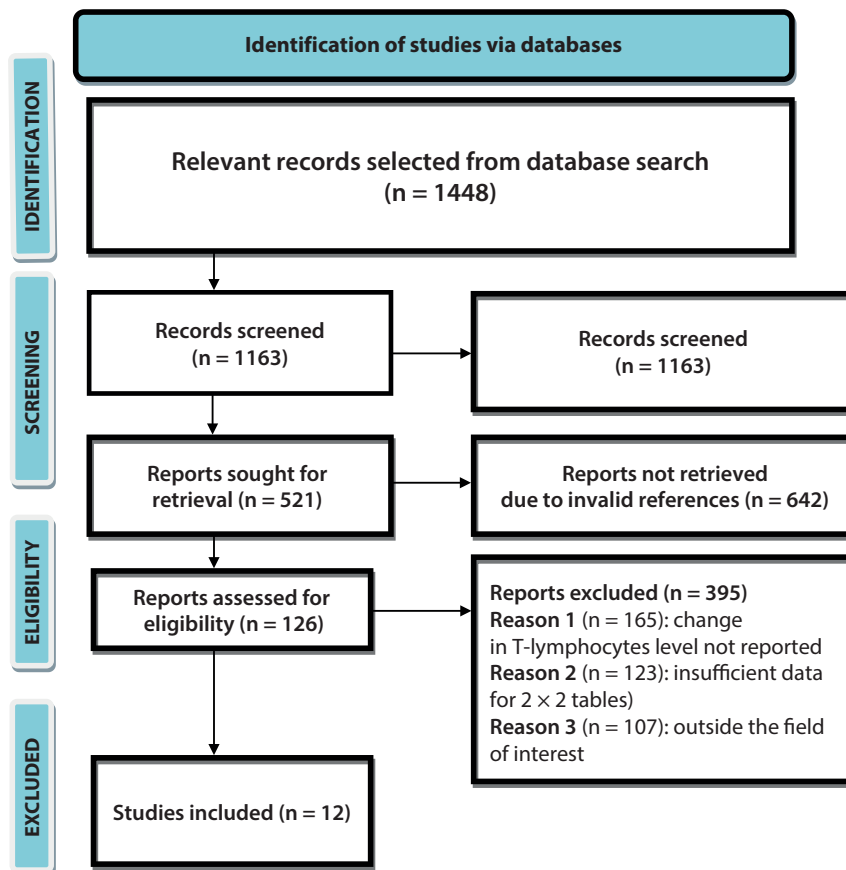 Identification of studies via databases
IDENTIFICATION
Relevant records selected from database search
(n = 1448)
SCREENING
Records screened
(n = 1163)
Records screened
(n = 1163)
Reports sought for
retrieval (n = 521)
Reports not retrieved
due to invalid references (n = 642)
ELIGIBILITY
Reports assessed for
eligibility (n = 126)
Reports excluded (n = 395)
Reason 1 (n = 165): change
in T-lymphocytes level not reported
Reason 2 (n = 123): insufficient data
for 2 × 2 tables)
Reason 3 (n = 107): outside the field
of interest
EXCLUDED
Studies included (n = 12)